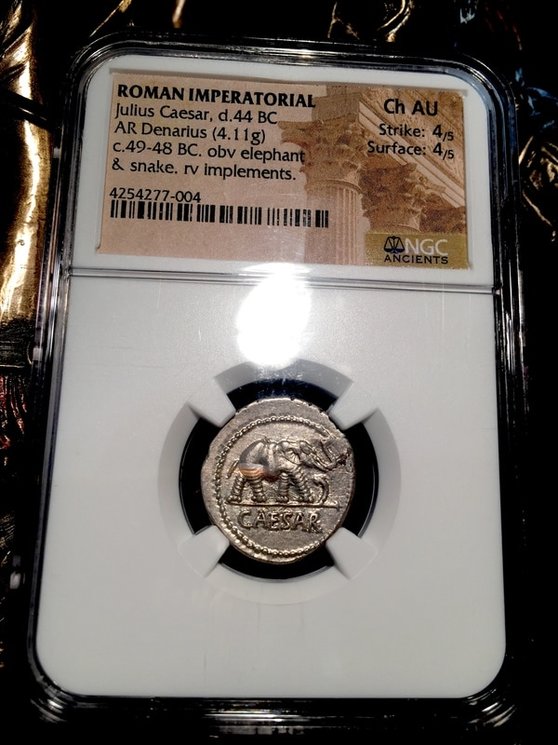 ROMAN IMPERATORIAL
Julius Caesar, d.44 BC
AR Denarius (4.11g)
c.49-48 BC. obv elephant
& snake. rv implements.
4254277-004
Ch AU
Strike: 4/5
Surface: 4/5
NGC
ANCIENTS
CAESAR